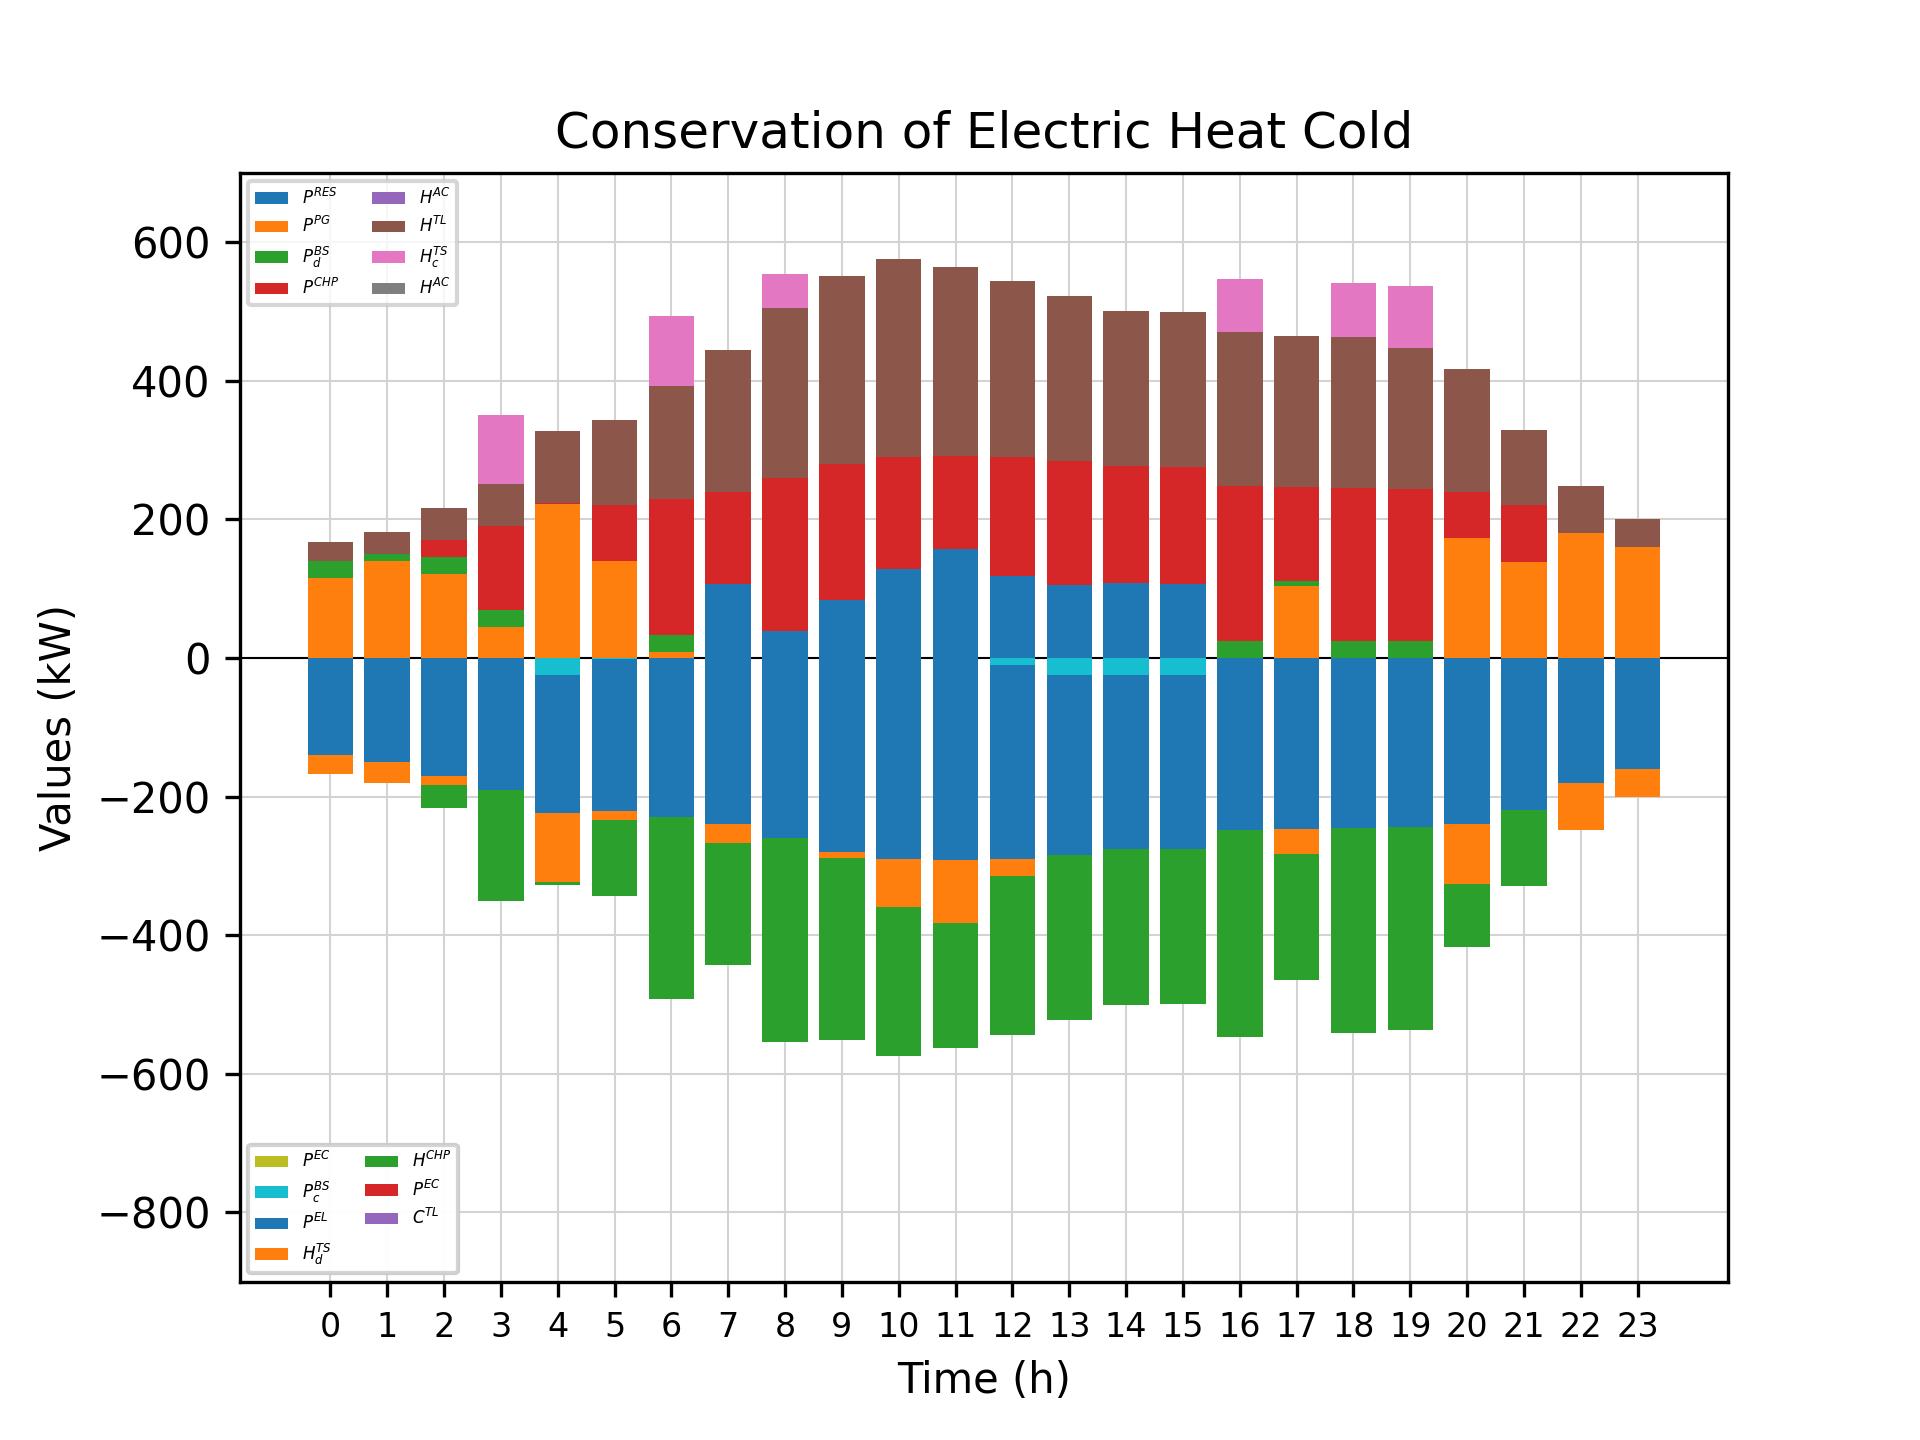 Conservation of Electric Heat Cold
P^RES H^AC
P^PG H^TL
P_d^BS H_c^TS
P^CHP H^AC
600
400
200
0
−200
−400
−600
−800
Values (kW)
P^EC H^CHP
P_c^BS P^EC
P^EL C^TL
H_d^TS
0 1 2 3 4 5 6 7 8 9 10 11 12 13 14 15 16 17 18 19 20 21 22 23
Time (h)